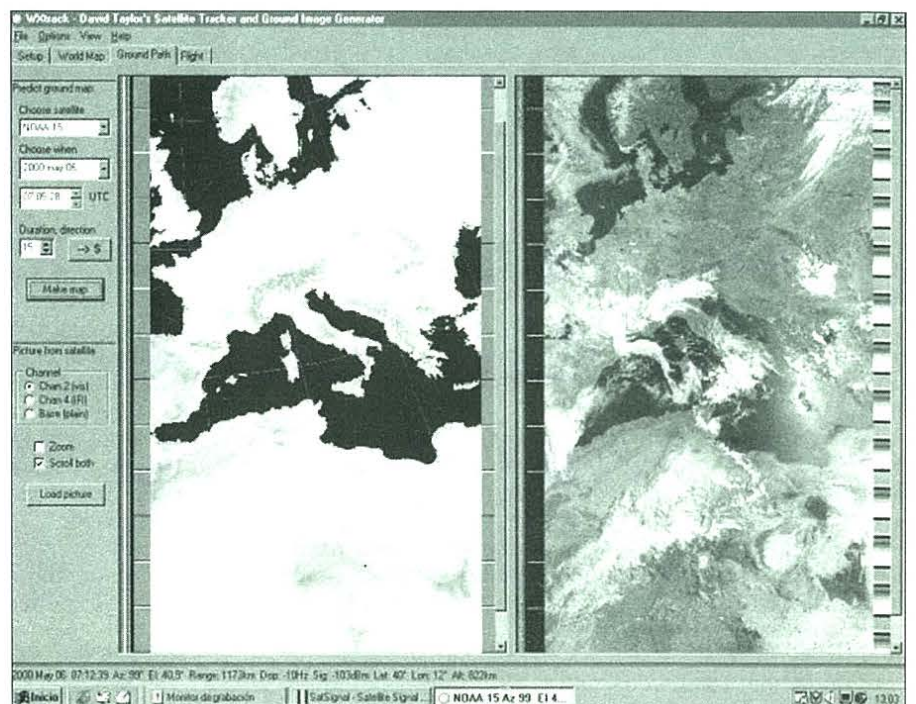 WXtrack - David Taylor's Satellite Tracker and Ground Image Generator
File Options View Help
Setup World Map Ground Path Flight
Predict ground map
Choose satellite
NOAA 15
Choose when
2000 may 06
07:05:28 UTC
Duration, direction
15 -> S
Make map
Picture from satellite
Channel
Chan 2 (vis)
Chan 4 (IR)
Base (plain)
Zoom
Scroll both
Load picture
2000 May 06 07:12:39 Az: 99° El: 40,9° Range: 1173km Dop: -10Hz Sig: -103dBm Lat: 40° Lon: 12° Alt: 822km
Inicio Monitor de grabación SatSignal - Satellite Signal ... NOAA 15 Az 99 El 4... 13:03